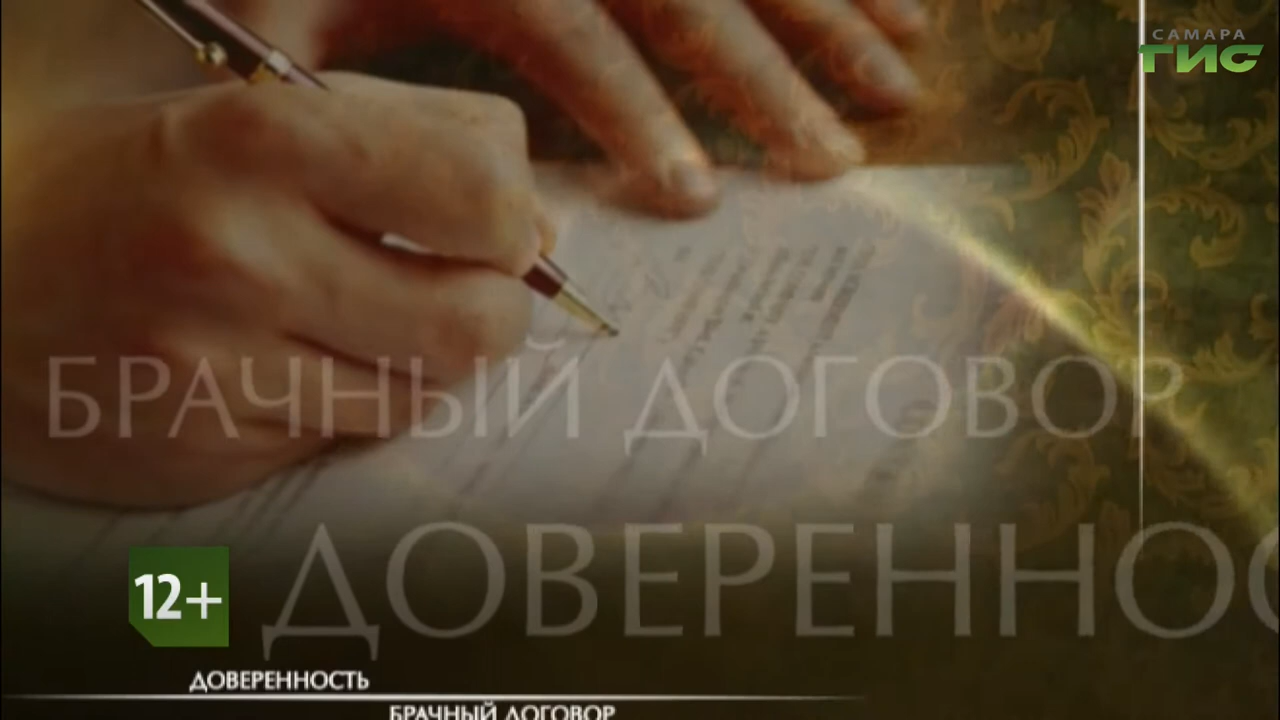 САМАРА
ГИС
БРАЧНЫЙ ДОГОВОР
ДОВЕРЕННОС
12+
ДОВЕРЕННОСТЬ
БРАЧНЫЙ ДОГОВОР